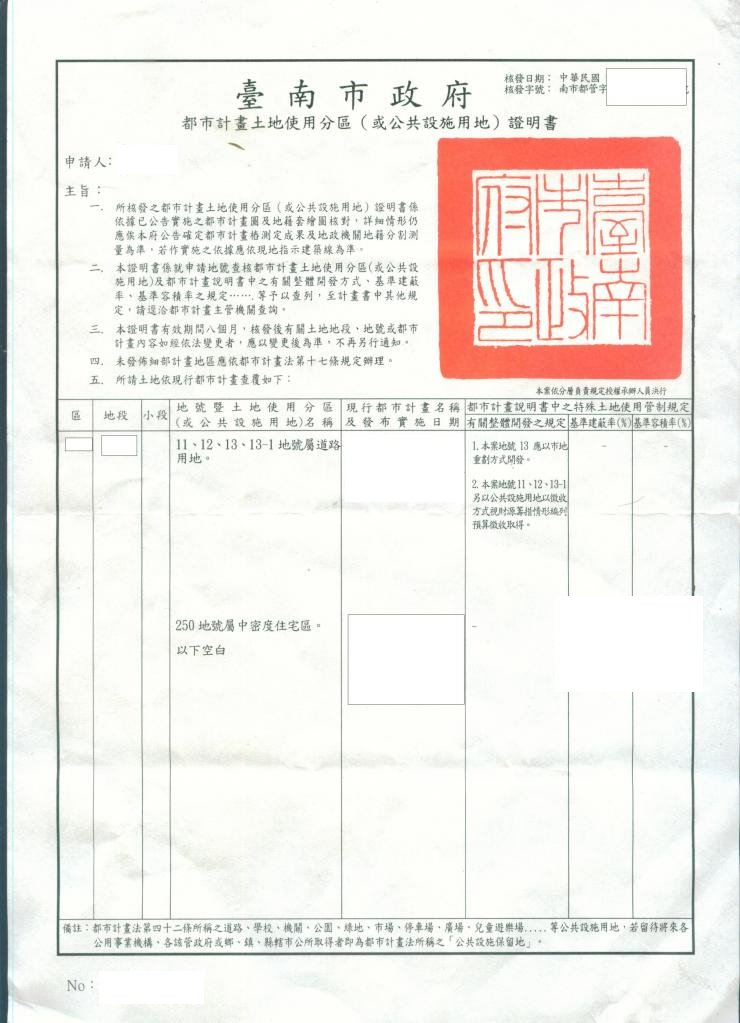 核發日期：中華民國
核發字號：南市都管字
臺南市政府
都市計畫土地使用分區（或公共設施用地）證明書
申請人：
主旨：
一、所核發之都市計畫土地使用分區（或公共設施用地）證明書係
依據已公告實施之都市計畫圖及地籍套繪圖核對，詳細情形仍
應俟本府公告確定都市計畫樁測定成果及地政機關地籍分割測
量為準，若作實施之依據應依現地指示建築線為準。
二、本證明書係就申請地號查核都市計畫土地使用分區(或公共設
施用地)及都市計畫說明書中之有關整體開發方式、基準建蔽
率、基準容積率之規定……等予以查列，至計畫書中其他規
定，請逕洽都市計畫主管機關查詢。
三、本證明書有效期間八個月，核發後有關土地地段、地號或都市
計畫內容如經依法變更者，應以變更後為準，不再另行通知。
四、未發佈細部計畫地區應依都市計畫法第十七條規定辦理。
五、所請土地依現行都市計畫查覆如下：
臺南市政府印
本案依分層負責規定授權承辦人員決行
區
地段
小段
地號暨土地使用分區
(或公共設施用地)名稱
現行都市計畫名稱
及發布實施日期
都市計畫說明書中之特殊土地使用管制規定
有關整體開發之規定
基準建蔽率(%)
基準容積率(%)
11、12、13、13-1 地號屬道路
用地。
1. 本案地號 13 應以市地
重劃方式開發。
2. 本案地號 11、12、13-1
另以公共設施用地以徵收
方式視財源籌措情形編列
預算徵收取得。
-
-
250 地號屬中密度住宅區。
-
以下空白
備註：都市計畫法第四十二條所稱之道路、學校、機關、公園、綠地、市場、停車場、廣場、兒童遊樂場.....等公共設施用地，若留待將來各
公用事業機構、各該管政府或鄉、鎮、縣轄市公所取得者即為都市計畫法所稱之「公共設施保留地」。
No：